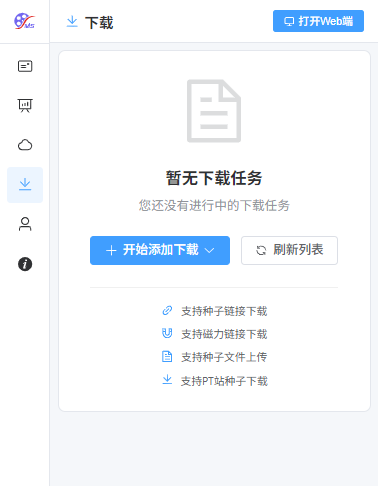 MS
下载
打开Web端
暂无下载任务
您还没有进行中的下载任务
开始添加下载
刷新列表
支持种子链接下载
支持磁力链接下载
支持种子文件上传
支持PT站种子下载